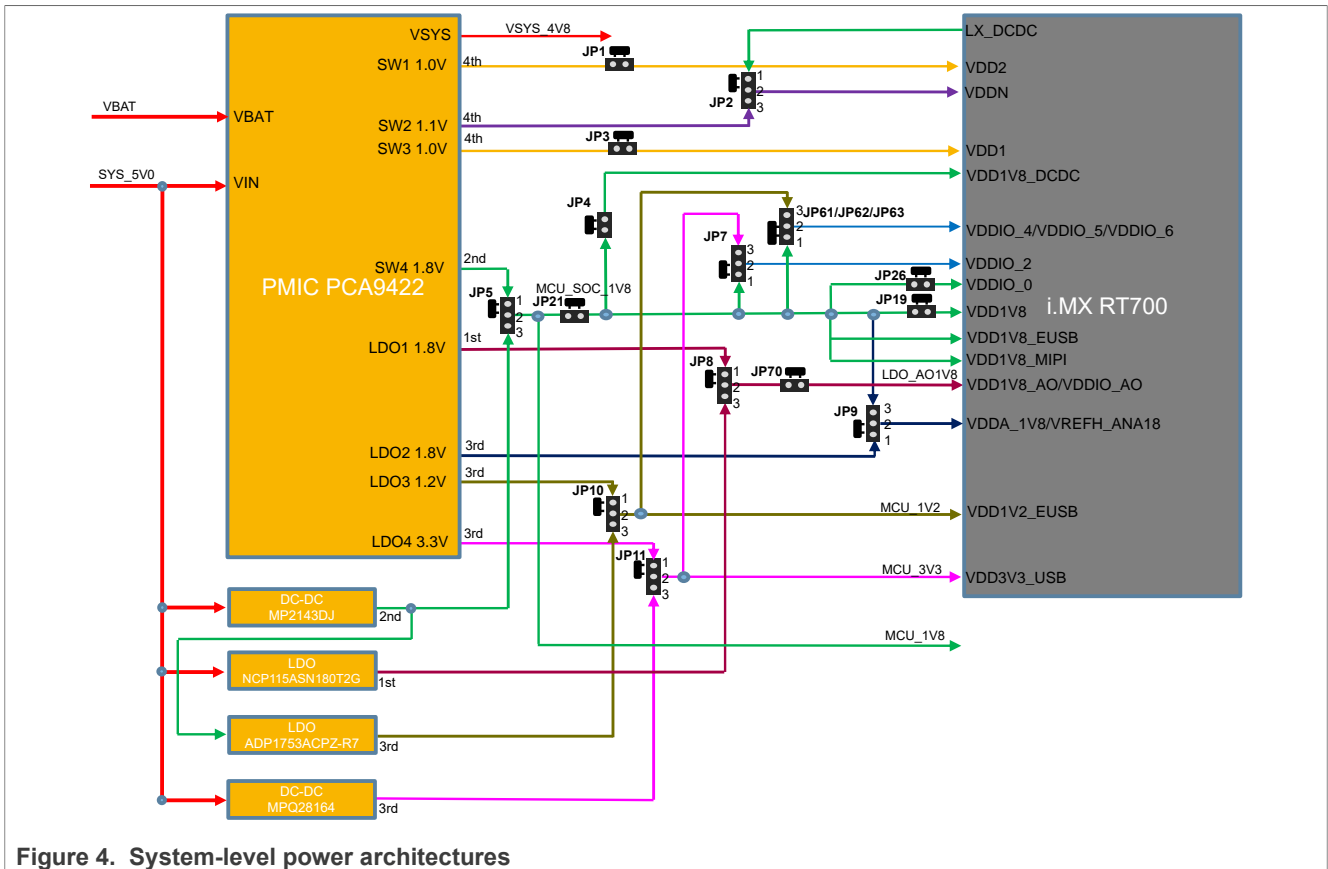 VSYS
VSYS_4V8
LX_DCDC
JP1
SW1 1.0V
4th
VDD2
1
2
3
JP2
VDDN
VBAT
VBAT
SW2 1.1V
4th
SW3 1.0V
4th
JP3
VDD1
SYS_5V0
VIN
VDD1V8_DCDC
JP4
3
2
1
JP61/JP62/JP63
VDDIO_4/VDDIO_5/VDDIO_6
JP7
3
2
1
VDDIO_2
SW4 1.8V
2nd
JP26
VDDIO_0
PMIC PCA9422
MCU_SOC_1V8
JP5
1
2
3
JP21
JP19
VDD1V8
i.MX RT700
VDD1V8_EUSB
LDO1 1.8V
1st
VDD1V8_MIPI
JP8
1
2
3
JP70
LDO_AO1V8
VDD1V8_AO/VDDIO_AO
JP9
3
2
1
VDDA_1V8/VREFH_ANA18
LDO2 1.8V
3rd
LDO3 1.2V
3rd
JP10
1
2
3
MCU_1V2
VDD1V2_EUSB
LDO4 3.3V
3rd
JP11
1
2
3
MCU_3V3
VDD3V3_USB
DC-DC
MP2143DJ
2nd
MCU_1V8
LDO
NCP115ASN180T2G
1st
LDO
ADP1753ACPZ-R7
3rd
DC-DC
MPQ28164
3rd
Figure 4. System-level power architectures